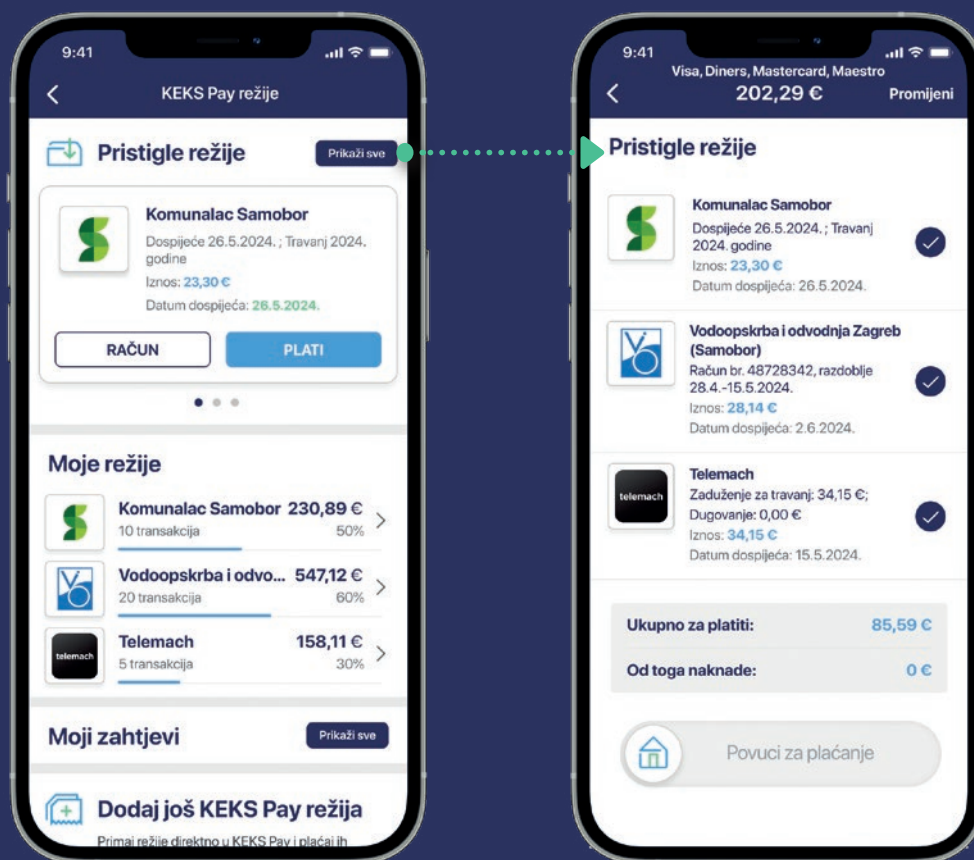 9:41
KEKS Pay režije
Pristigle režije
Prikaži sve
Komunalac Samobor
Dospijeće 26.5.2024. ; Travanj 2024.
godine
Iznos: 23,30 €
Datum dospijeća: 26.5.2024.
RAČUN
PLATI
Moje režije
Komunalac Samobor 230,89 €
10 transakcija 50%
Vodoopskrba i odvo... 547,12 €
20 transakcija 60%
telemach
Telemach 158,11 €
5 transakcija 30%
Moji zahtjevi
Prikaži sve
Dodaj još KEKS Pay režija
Primaj režije direktno u KEKS Pay i plaćaj ih
9:41
Visa, Diners, Mastercard, Maestro
202,29 €
Promijeni
Pristigle režije
Komunalac Samobor
Dospijeće 26.5.2024. ; Travanj
2024. godine
Iznos: 23,30 €
Datum dospijeća: 26.5.2024.
Vodoopskrba i odvodnja Zagreb
(Samobor)
Račun br. 48728342, razdoblje
28.4.-15.5.2024.
Iznos: 28,14 €
Datum dospijeća: 2.6.2024.
telemach
Telemach
Zaduženje za travanj: 34,15 €;
Dugovanje: 0,00 €
Iznos: 34,15 €
Datum dospijeća: 15.5.2024.
Ukupno za platiti: 85,59 €
Od toga naknade: 0 €
Povuci za plaćanje